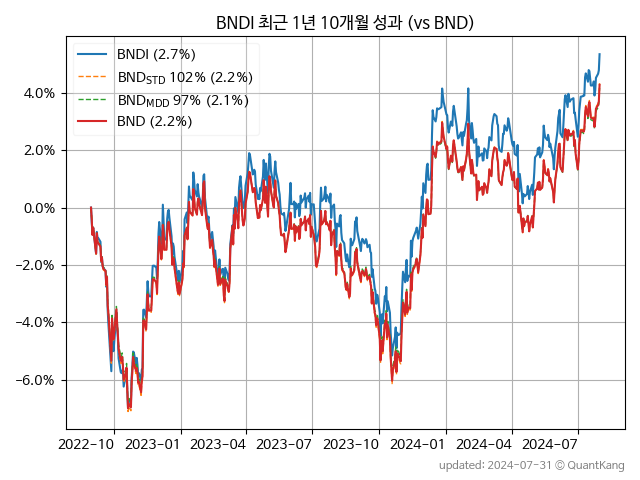 BNDI 최근 1년 10개월 성과 (vs BND)
BNDI (2.7%)
BND_STD 102% (2.2%)
BND_MDD 97% (2.1%)
BND (2.2%)
4.0%
2.0%
0.0%
−2.0%
−4.0%
−6.0%
2022-10 2023-01 2023-04 2023-07 2023-10 2024-01 2024-04 2024-07
updated: 2024-07-31 © QuantKang